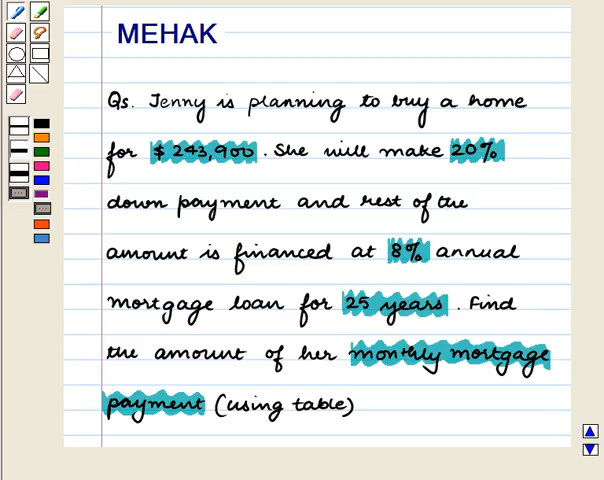 MEHAK
Qs. Jenny is planning to buy a home
for $ 243,900. She will make 20%
down payment and rest of the
amount is financed at 8% annual
mortgage loan for 25 years. Find
the amount of her monthly mortgage
payment (using table)